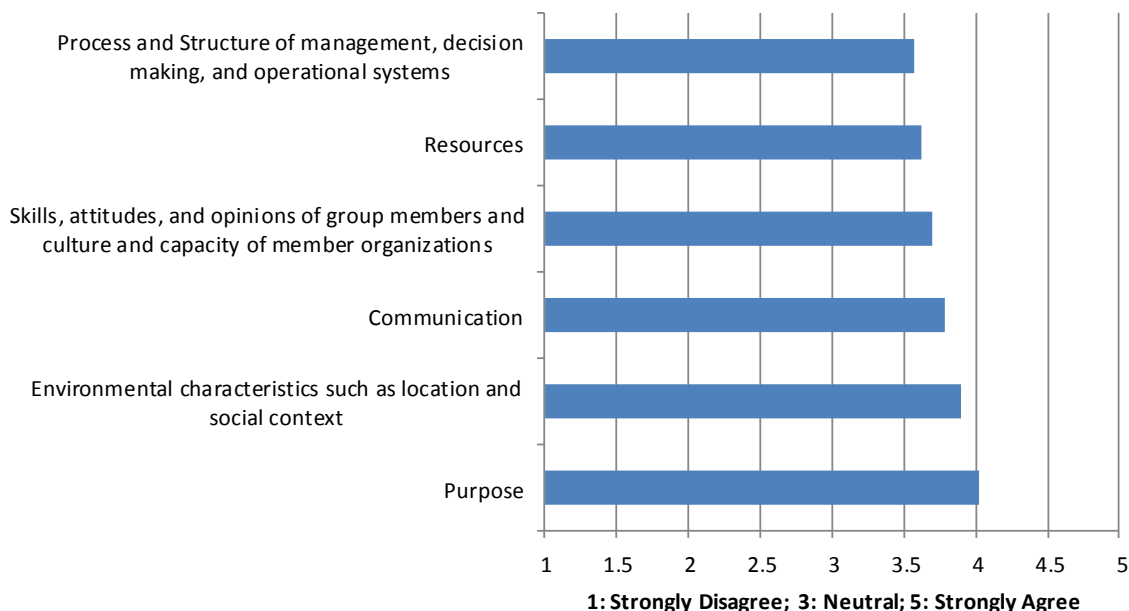 Process and Structure of management, decision
making, and operational systems
Resources
Skills, attitudes, and opinions of group members and
culture and capacity of member organizations
Communication
Environmental characteristics such as location and
social context
Purpose
1 1.5 2 2.5 3 3.5 4 4.5 5
1: Strongly Disagree; 3: Neutral; 5: Strongly Agree